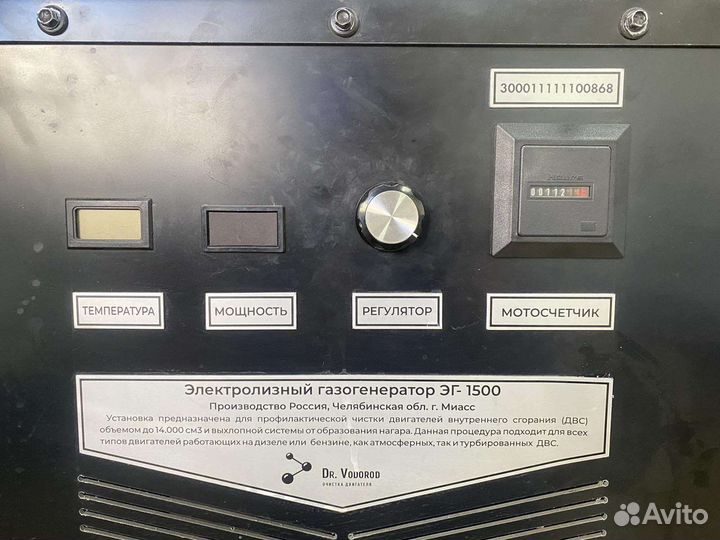 300011111100868
Hours
ТЕМПЕРАТУРА
МОЩНОСТЬ
РЕГУЛЯТОР
МОТОСЧЕТЧИК
Электролизный газогенератор ЭГ- 1500
Производство Россия, Челябинская обл. г. Миасс
Установка предназначена для профилактической чистки двигателей внутреннего сгорания (ДВС)
объемом до 14,000 см3 и выхлопной системы от образования нагара. Данная процедура подходит для всех
типов двигателей работающих на дизеле или бензине, как атмосферных, так и турбированных ДВС.
DR. VODOROD
ОЧИСТКА ДВИГАТЕЛЯ
Avito